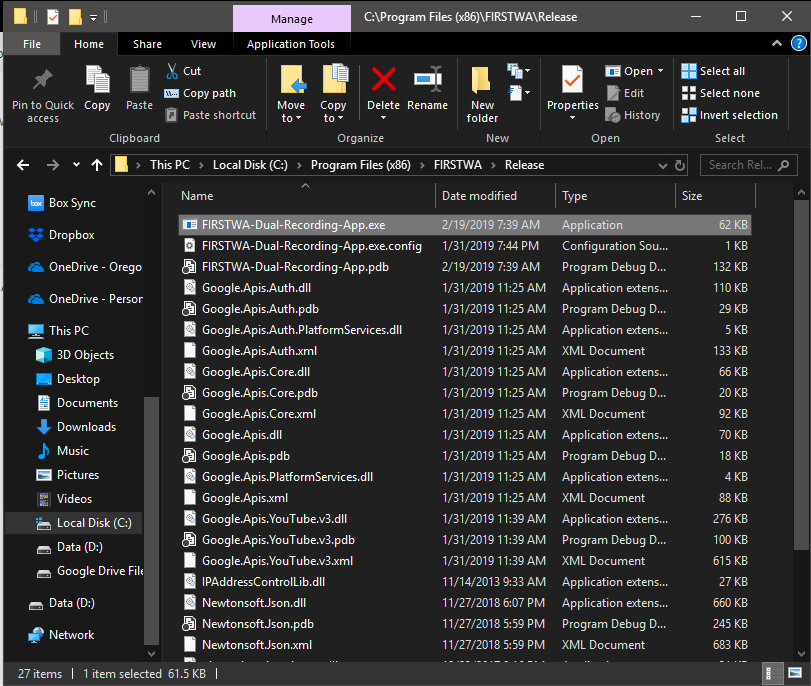 Manage C:\Program Files (x86)\FIRSTWA\Release
File Home Share View Application Tools
Pin to Quick access
Copy
Paste
Cut
Copy path
Paste shortcut
Clipboard
Move to
Copy to
Delete
Rename
Organize
New folder
New
Properties
Open
Edit
History
Open
Select all
Select none
Invert selection
Select
This PC Local Disk (C:) Program Files (x86) FIRSTWA Release
Search Rel...
box Box Sync
Dropbox
OneDrive - Orego
OneDrive - Person
This PC
3D Objects
Desktop
Documents
Downloads
Music
Pictures
Videos
Local Disk (C:)
Data (D:)
Google Drive File
Data (D:)
Network
Name Date modified Type Size
FIRSTWA-Dual-Recording-App.exe 2/19/2019 7:39 AM Application 62 KB
FIRSTWA-Dual-Recording-App.exe.config 1/31/2019 7:44 PM Configuration Sou... 1 KB
FIRSTWA-Dual-Recording-App.pdb 2/19/2019 7:39 AM Program Debug D... 132 KB
Google.Apis.Auth.dll 1/31/2019 11:25 AM Application extens... 110 KB
Google.Apis.Auth.pdb 1/31/2019 11:25 AM Program Debug D... 29 KB
Google.Apis.Auth.PlatformServices.dll 1/31/2019 11:25 AM Application extens... 5 KB
Google.Apis.Auth.xml 1/31/2019 11:25 AM XML Document 133 KB
Google.Apis.Core.dll 1/31/2019 11:25 AM Application extens... 66 KB
Google.Apis.Core.pdb 1/31/2019 11:25 AM Program Debug D... 20 KB
Google.Apis.Core.xml 1/31/2019 11:25 AM XML Document 92 KB
Google.Apis.dll 1/31/2019 11:25 AM Application extens... 70 KB
Google.Apis.pdb 1/31/2019 11:25 AM Program Debug D... 18 KB
Google.Apis.PlatformServices.dll 1/31/2019 11:25 AM Application extens... 4 KB
Google.Apis.xml 1/31/2019 11:25 AM XML Document 88 KB
Google.Apis.YouTube.v3.dll 1/31/2019 11:39 AM Application extens... 276 KB
Google.Apis.YouTube.v3.pdb 1/31/2019 11:39 AM Program Debug D... 100 KB
Google.Apis.YouTube.v3.xml 1/31/2019 11:39 AM XML Document 615 KB
IPAddressControlLib.dll 11/14/2013 9:33 AM Application extens... 27 KB
Newtonsoft.Json.dll 11/27/2018 6:07 PM Application extens... 660 KB
Newtonsoft.Json.pdb 11/27/2018 5:59 PM Program Debug D... 245 KB
Newtonsoft.Json.xml 11/27/2018 5:59 PM XML Document 683 KB
27 items 1 item selected 61.5 KB